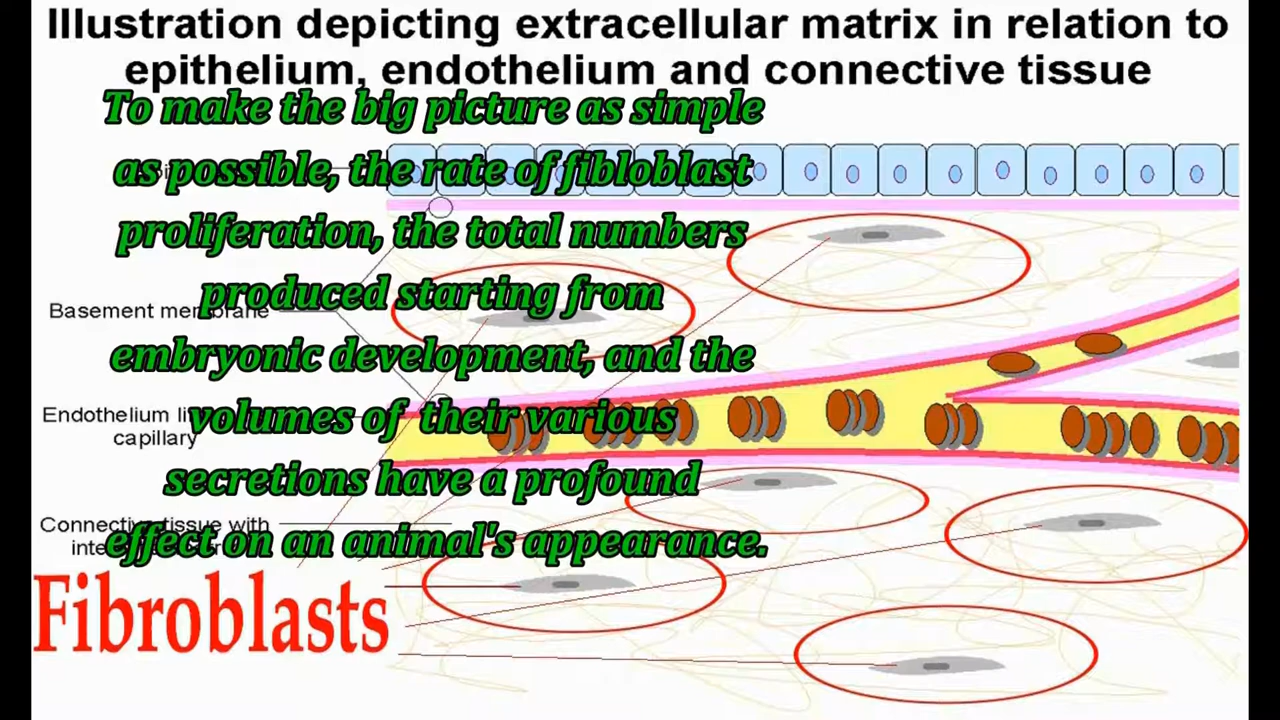 Illustration depicting extracellular matrix in relation to
epithelium, endothelium and connective tissue
To make the big picture as simple
as possible, the rate of fibloblast
proliferation, the total numbers
produced starting from
embryonic development, and the
volumes of their various
secretions have a profound
effect on an animal's appearance.
Basement membrane
Endothelium
capillary
Connective tissue with
Fibroblasts